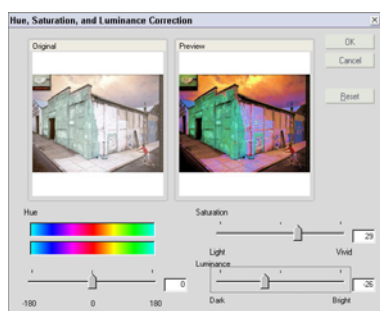 Hue, Saturation, and Luminance Correction
Original
Preview
OK
Cancel
Reset
Hue
Saturation
29
Light
Vivid
Luminance
0
-26
-180
0
180
Dark
Bright